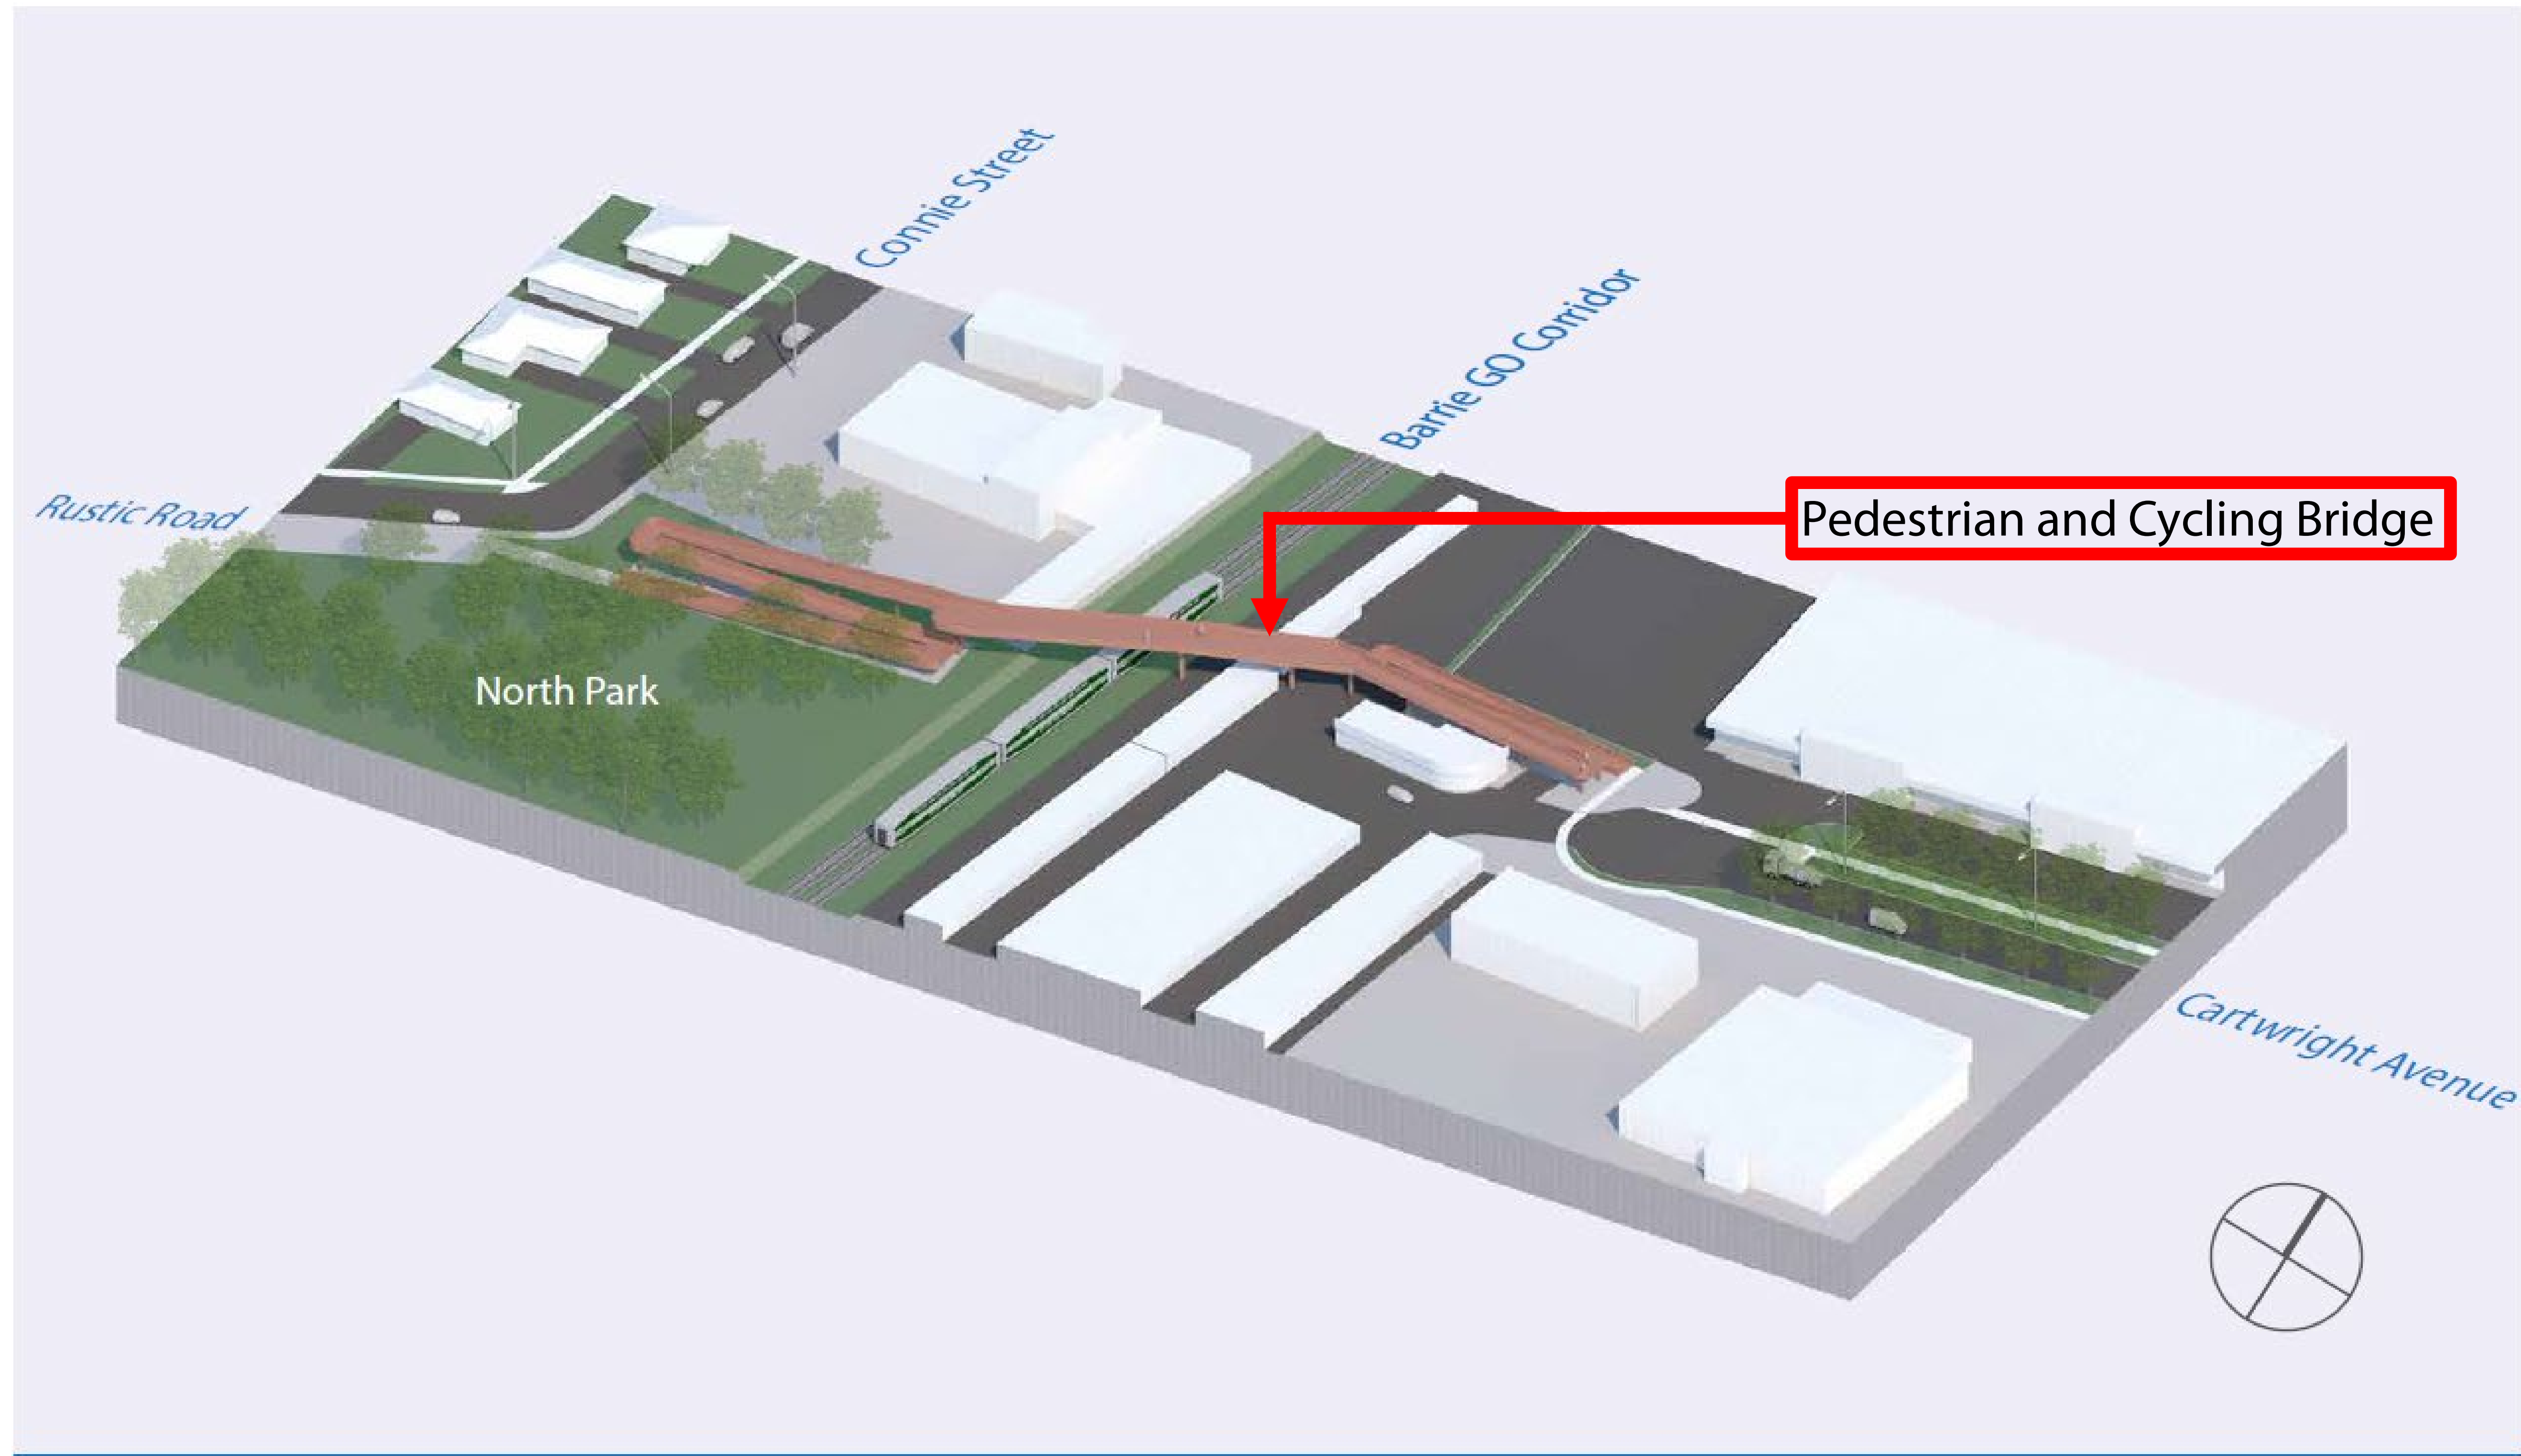 Connie Street
Barrie GO Corridor
Pedestrian and Cycling Bridge
Rustic Road
North Park
Cartwright Avenue